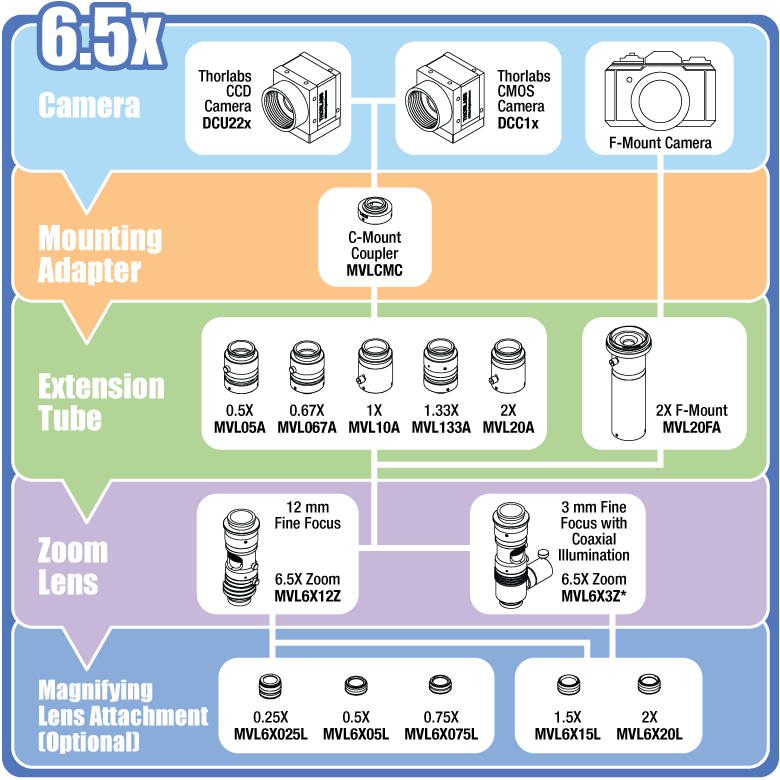 6.5x
Camera
Thorlabs
CCD
Camera
DCU22x
THORLABS
Thorlabs
CMOS
Camera
DCC1x
THORLABS
F-Mount Camera
Mounting
Adapter
C-Mount
Coupler
MVLCMC
Extension
Tube
0.5X
MVL05A
0.67X
MVL067A
1X
MVL10A
1.33X
MVL133A
2X
MVL20A
2X F-Mount
MVL20FA
Zoom
Lens
12 mm
Fine Focus
6.5X Zoom
MVL6X12Z
3 mm Fine
Focus with
Coaxial
Illumination
6.5X Zoom
MVL6X3Z*
Magnifying
Lens Attachment
(Optional)
0.25X
MVL6X025L
0.5X
MVL6X05L
0.75X
MVL6X075L
1.5X
MVL6X15L
2X
MVL6X20L